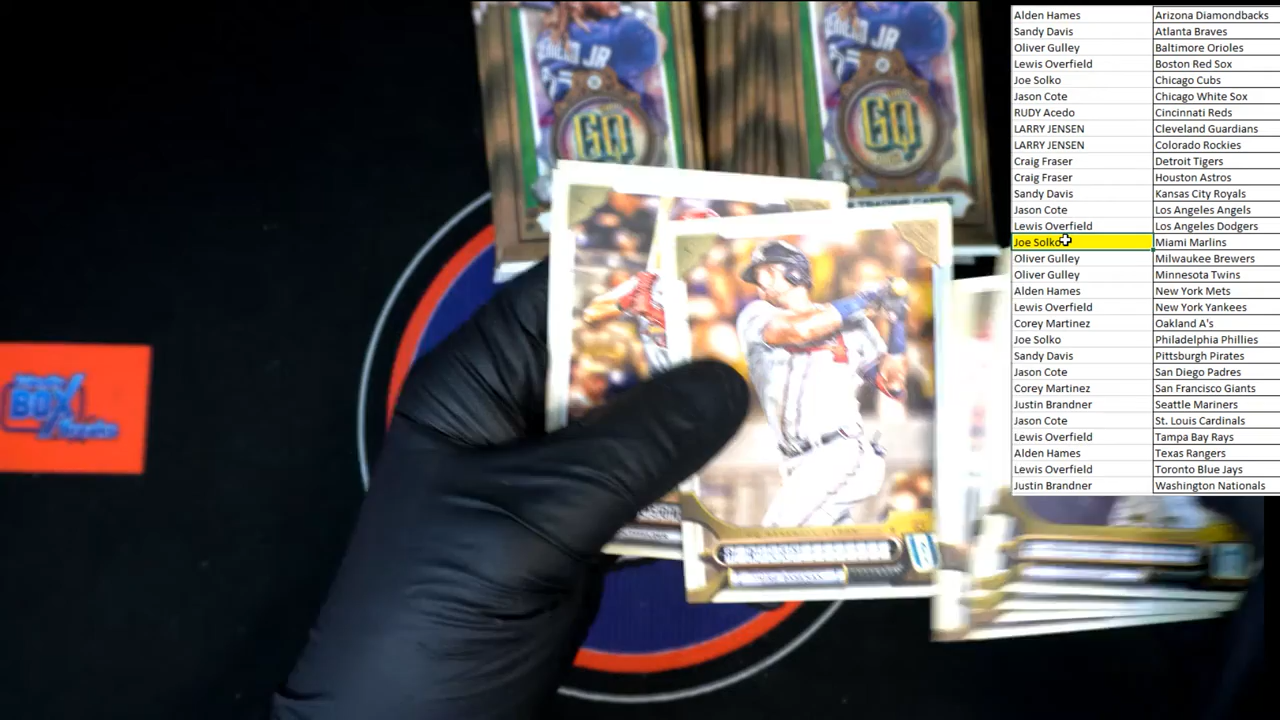 GQ
GQ
BOX
Alden Hames Arizona Diamondbacks
Sandy Davis Atlanta Braves
Oliver Gulley Baltimore Orioles
Lewis Overfield Boston Red Sox
Joe Solko Chicago Cubs
Jason Cote Chicago White Sox
RUDY Acedo Cincinnati Reds
LARRY JENSEN Cleveland Guardians
LARRY JENSEN Colorado Rockies
Craig Fraser Detroit Tigers
Craig Fraser Houston Astros
Sandy Davis Kansas City Royals
Jason Cote Los Angeles Angels
Lewis Overfield Los Angeles Dodgers
Joe Solko Miami Marlins
Oliver Gulley Milwaukee Brewers
Oliver Gulley Minnesota Twins
Alden Hames New York Mets
Lewis Overfield New York Yankees
Corey Martinez Oakland A's
Joe Solko Philadelphia Phillies
Sandy Davis Pittsburgh Pirates
Jason Cote San Diego Padres
Corey Martinez San Francisco Giants
Justin Brandner Seattle Mariners
Jason Cote St. Louis Cardinals
Lewis Overfield Tampa Bay Rays
Alden Hames Texas Rangers
Lewis Overfield Toronto Blue Jays
Justin Brandner Washington Nationals